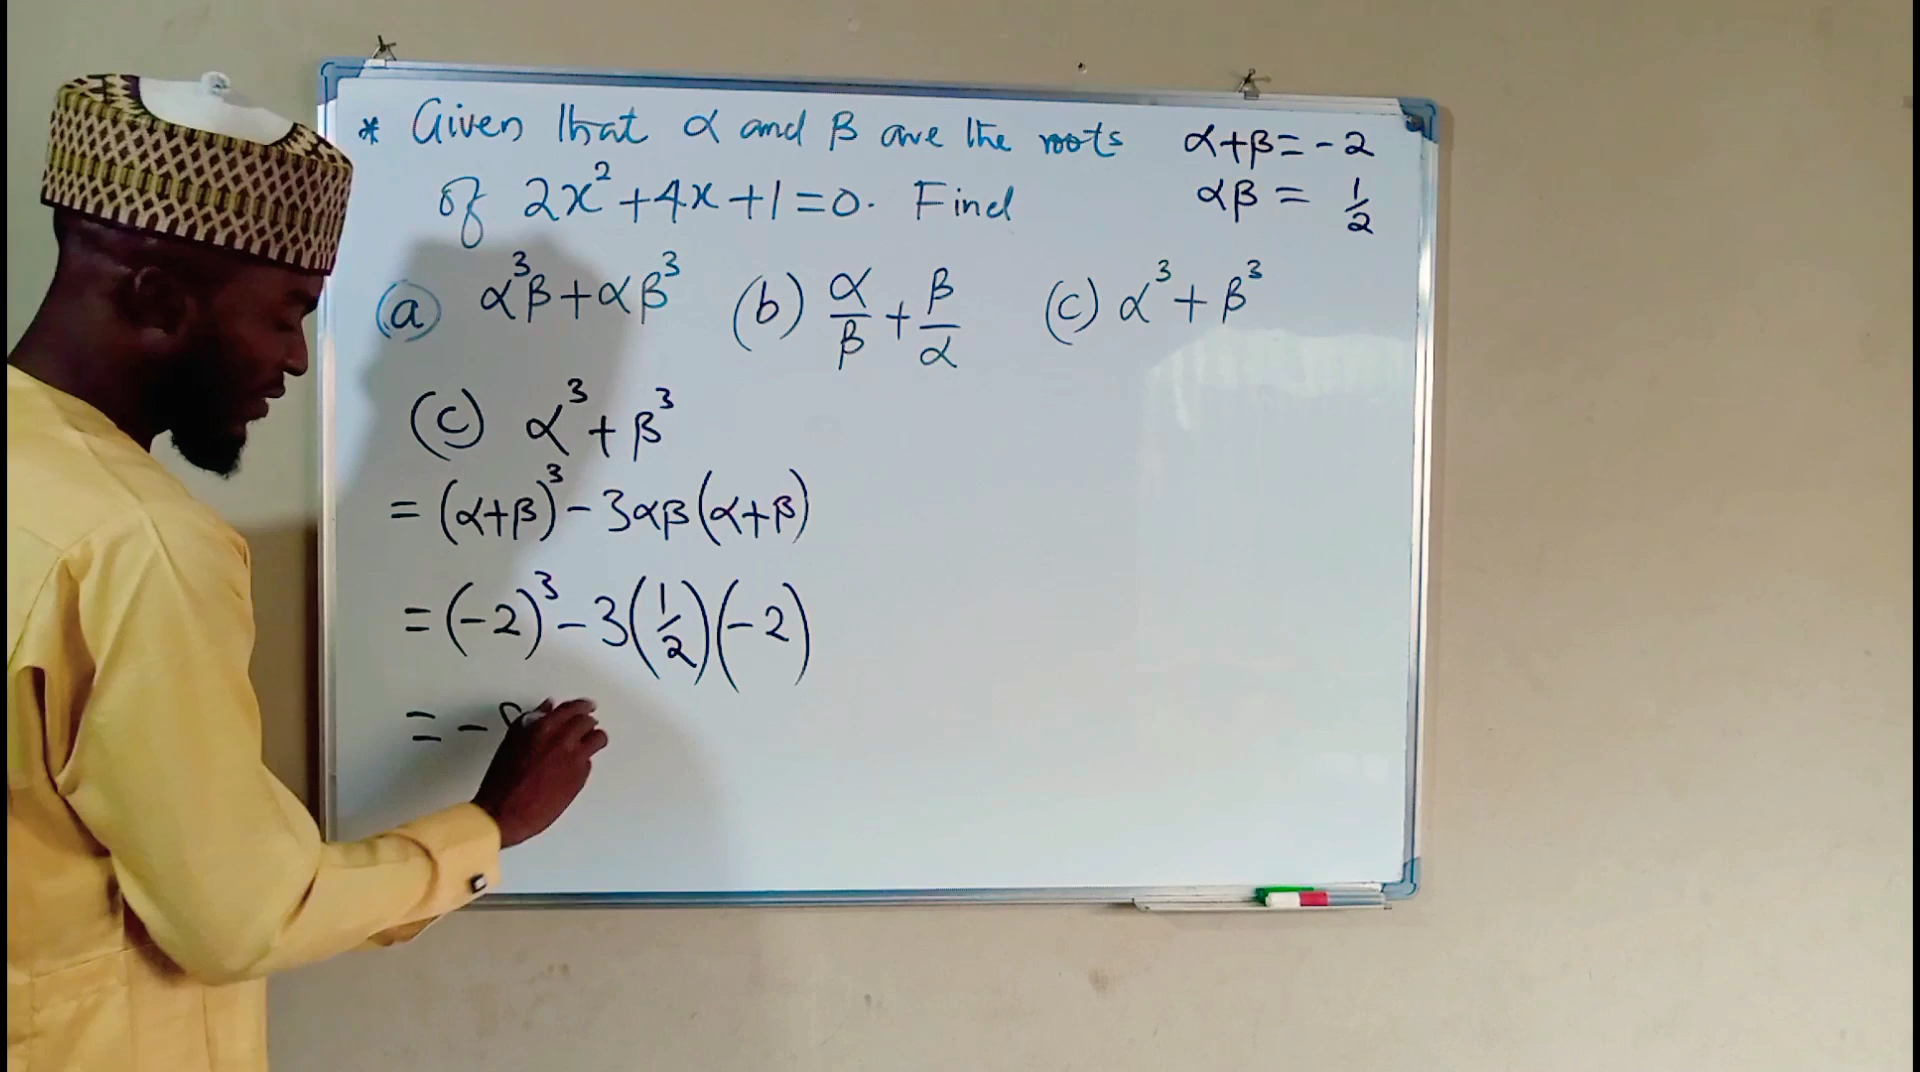 * Given that α and β are the roots
of 2x²+4x+1=0. Find
α+β=-2
αβ = 1/2
(a) α³β+αβ³ (b) α/β + β/α (c) α³+β³
(c) α³+β³
= (α+β)³-3αβ(α+β)
= (-2)³-3(1/2)(-2)
= -